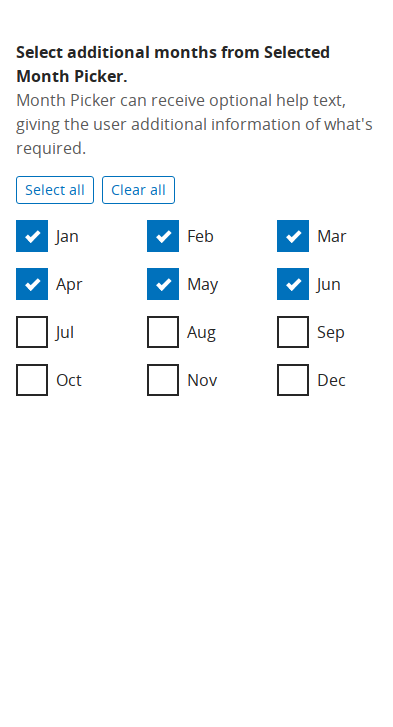 Select additional months from Selected
Month Picker.
Month Picker can receive optional help text,
giving the user additional information of what's
required.
Select all Clear all
Jan Feb Mar
Apr May Jun
Jul Aug Sep
Oct Nov Dec